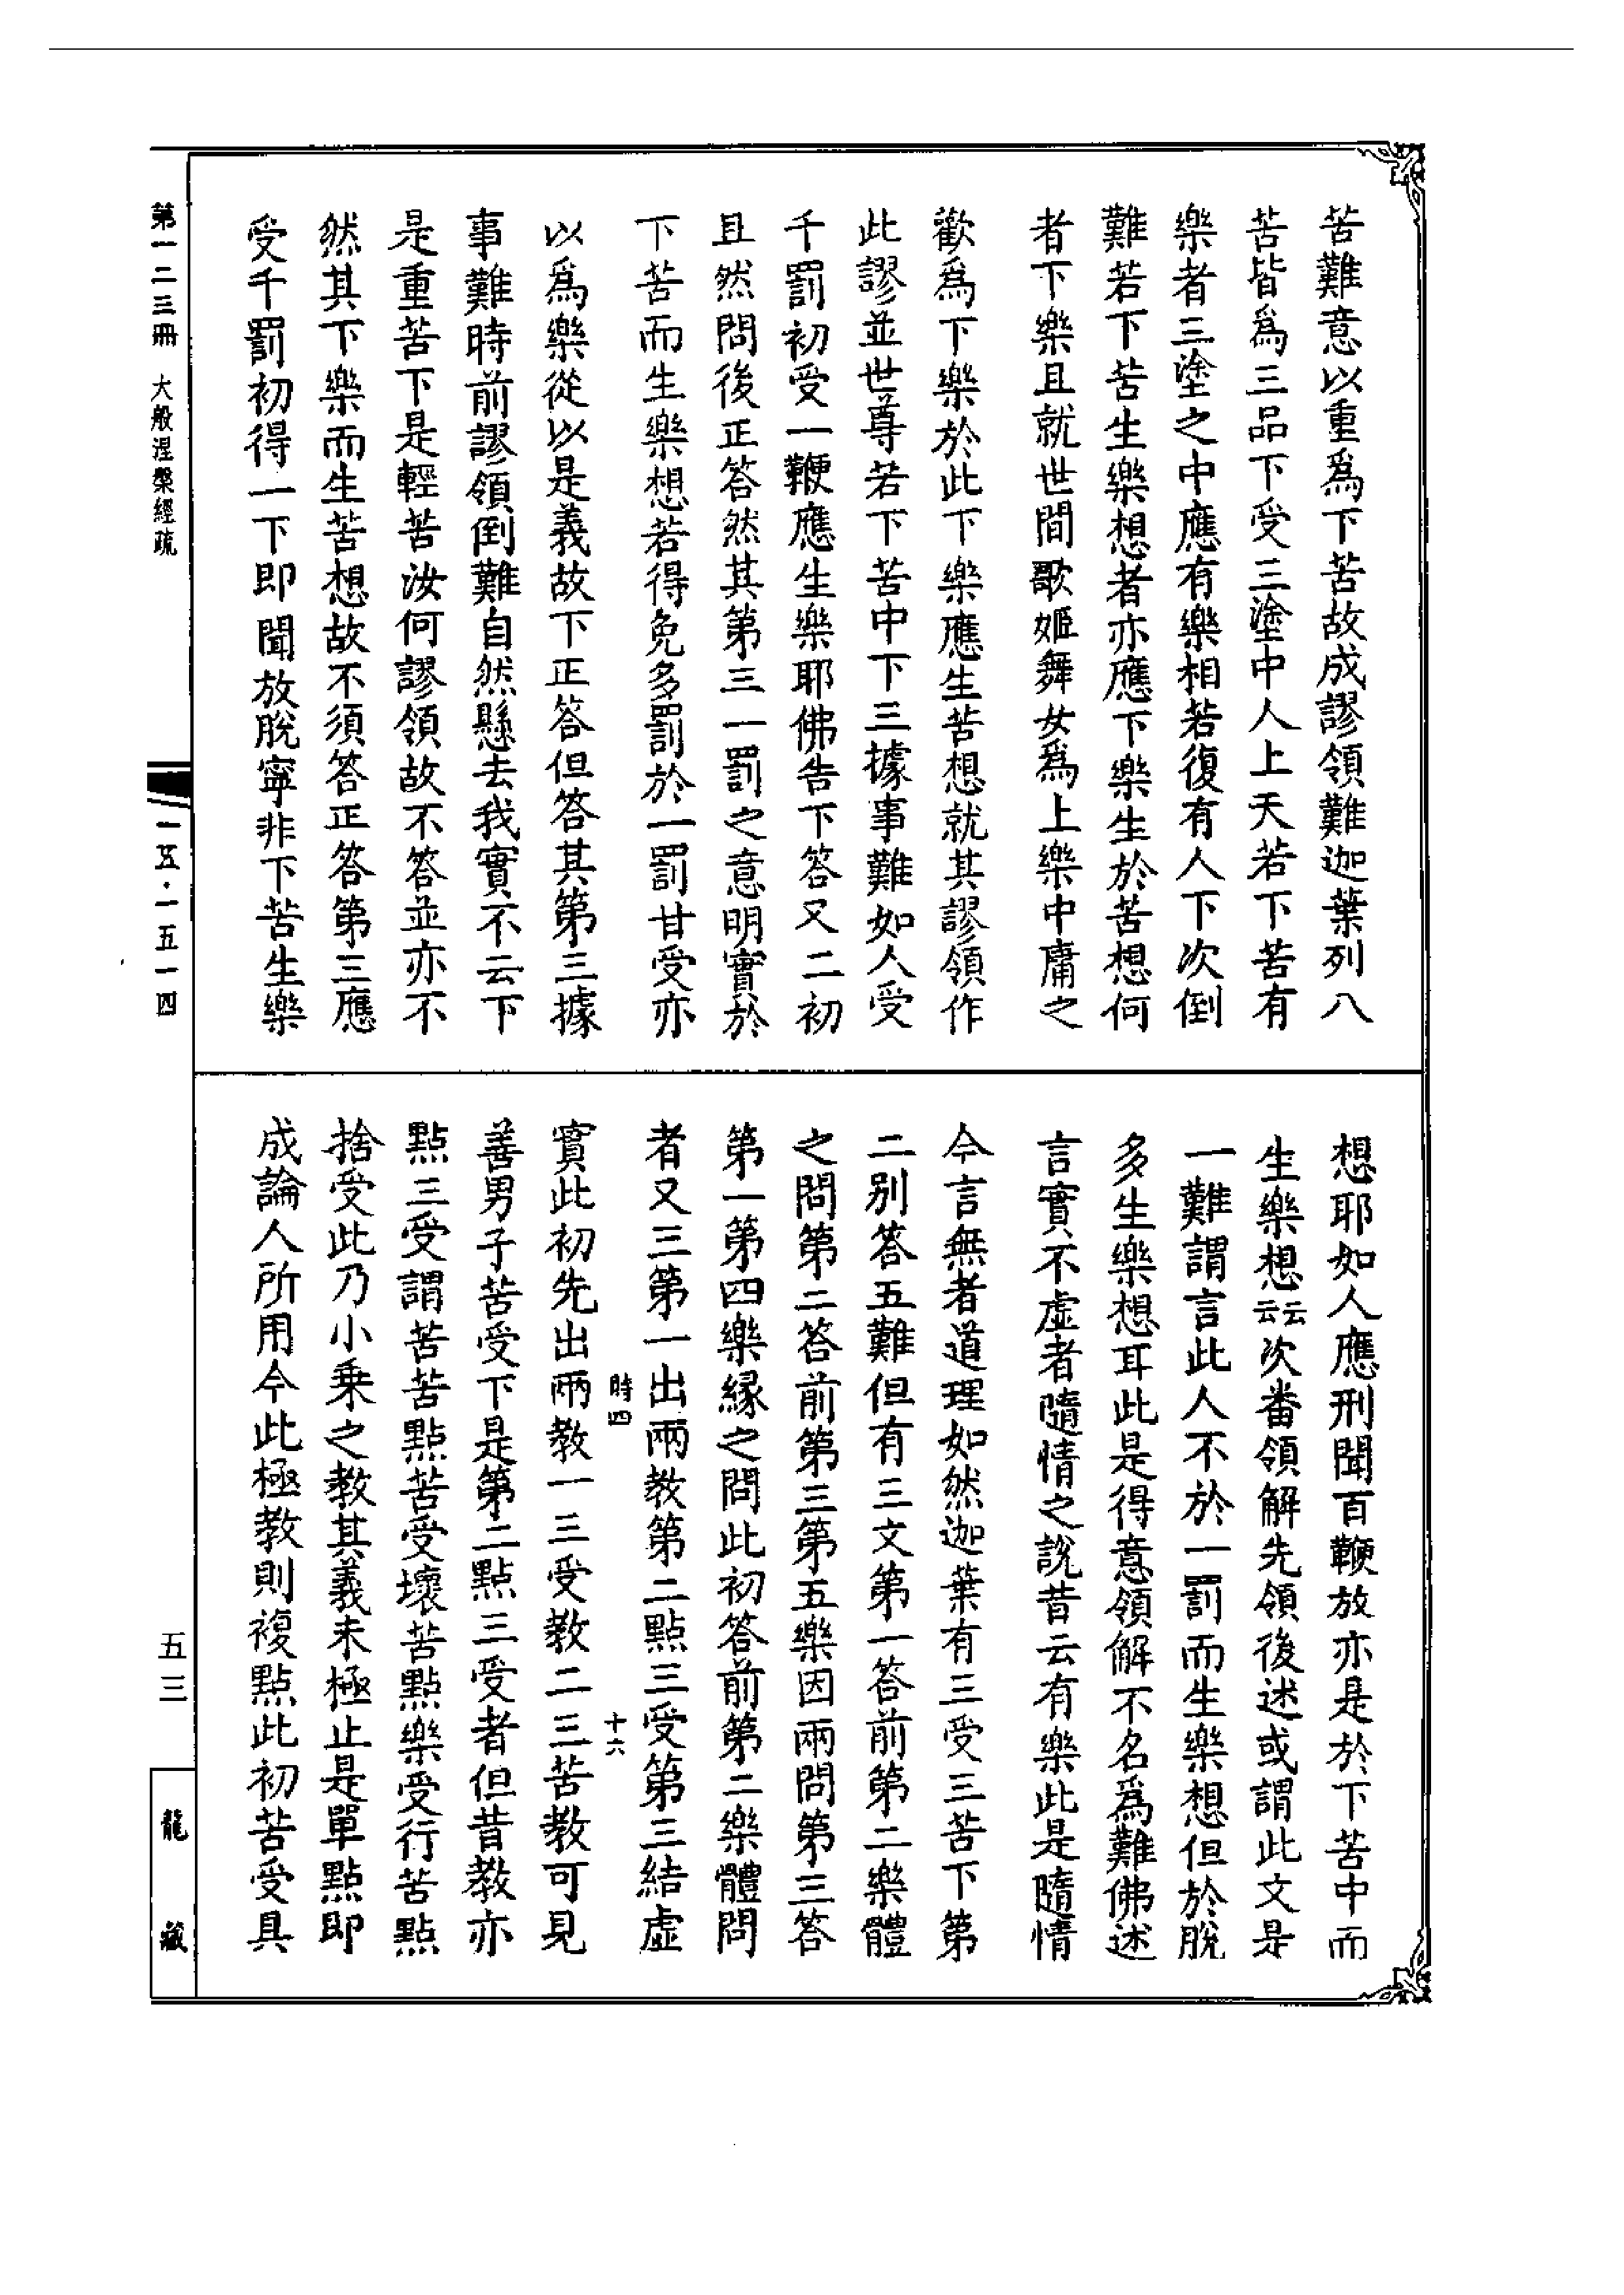 苦難意以重爲下苦故成謬領難迦葉列八
苦皆爲三品下受三塗中人上天若下苦有
樂者三塗之中應有樂相若復有人下次倒
難若下苦生樂想者亦應下樂生於苦想何
者下樂且就世間歌姬舞女爲上樂中庸之
歡爲下樂於此下樂應生苦想就其謬領作
此謬並世尊若下苦中下三據事難如人受
千罰初受一鞭應生樂耶佛告下答又二初
且然問後正答然其第三一罰之意明實於
下苦而生樂想若得免多罰於一罰甘受亦
以爲樂從以是義故下正答但答其第三據
事難時前謬領倒難自然懸去我實不云下
是重苦下是輕苦汝何謬領故不答並亦不
然其下樂而生苦想故不須答正答第三應
受千罰初得一下即聞放脫寧非下苦生樂
想耶如人應刑聞百鞭放亦是於下苦中而
生樂想云云次番領解先領後述或謂此文是
一難謂言此人不於一罰而生樂想但於脫
多生樂想耳此是得意領解不名爲難佛述
言實不虛者隨情之說昔云有樂此是隨情
今言無者道理如然迦葉有三受三苦下第
二別答五難但有三文第一答前第二樂體
之問第二答前第三第五樂因兩問第三答
第一第四樂緣之問此初答前第二樂體問
者又三第一出兩教第二點三受第三結虛
時四 十六
實此初先出兩教一三受教二三苦教可見
善男子苦受下是第二點三受者但昔教亦
點三受謂苦苦點苦受壞苦點樂受行苦點
捨受此乃小乘之教其義未極止是單點即
成論人所用今此極教則複點此初苦受具
第一二三冊 大般涅槃經疏
一五·一五一四
五三
龍藏